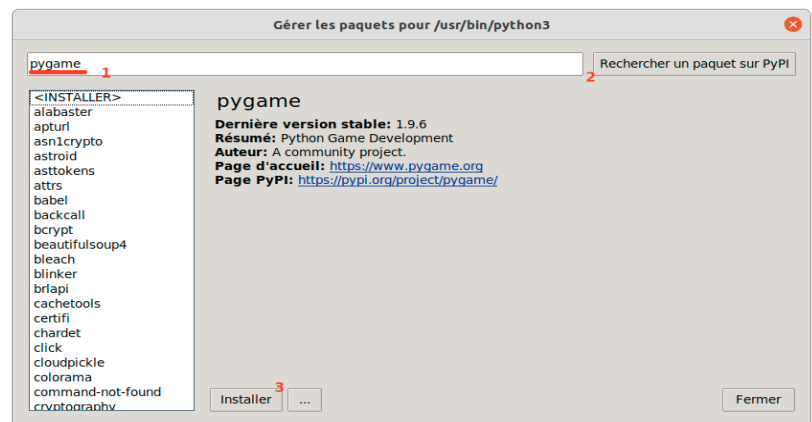 Gérer les paquets pour /usr/bin/python3
pygame
1
2
Rechercher un paquet sur PyPI
<INSTALLER>
alabaster
apturl
asn1crypto
astroid
asttokens
attrs
babel
backcall
bcrypt
beautifulsoup4
bleach
blinker
brlapi
cachetools
certifi
chardet
click
cloudpickle
colorama
command-not-found
cryptography
pygame
Dernière version stable: 1.9.6
Résumé: Python Game Development
Auteur: A community project.
Page d'accueil: https://www.pygame.org
Page PyPI: https://pypi.org/project/pygame/
Installer
3
...
Fermer